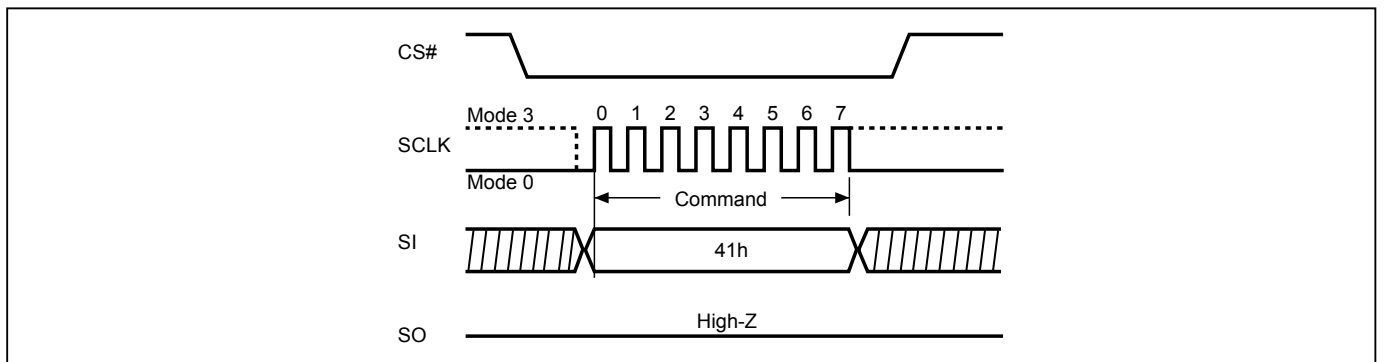 CS#
Mode 3 0 1 2 3 4 5 6 7
SCLK
Mode 0
Command
SI
41h
High-Z
SO